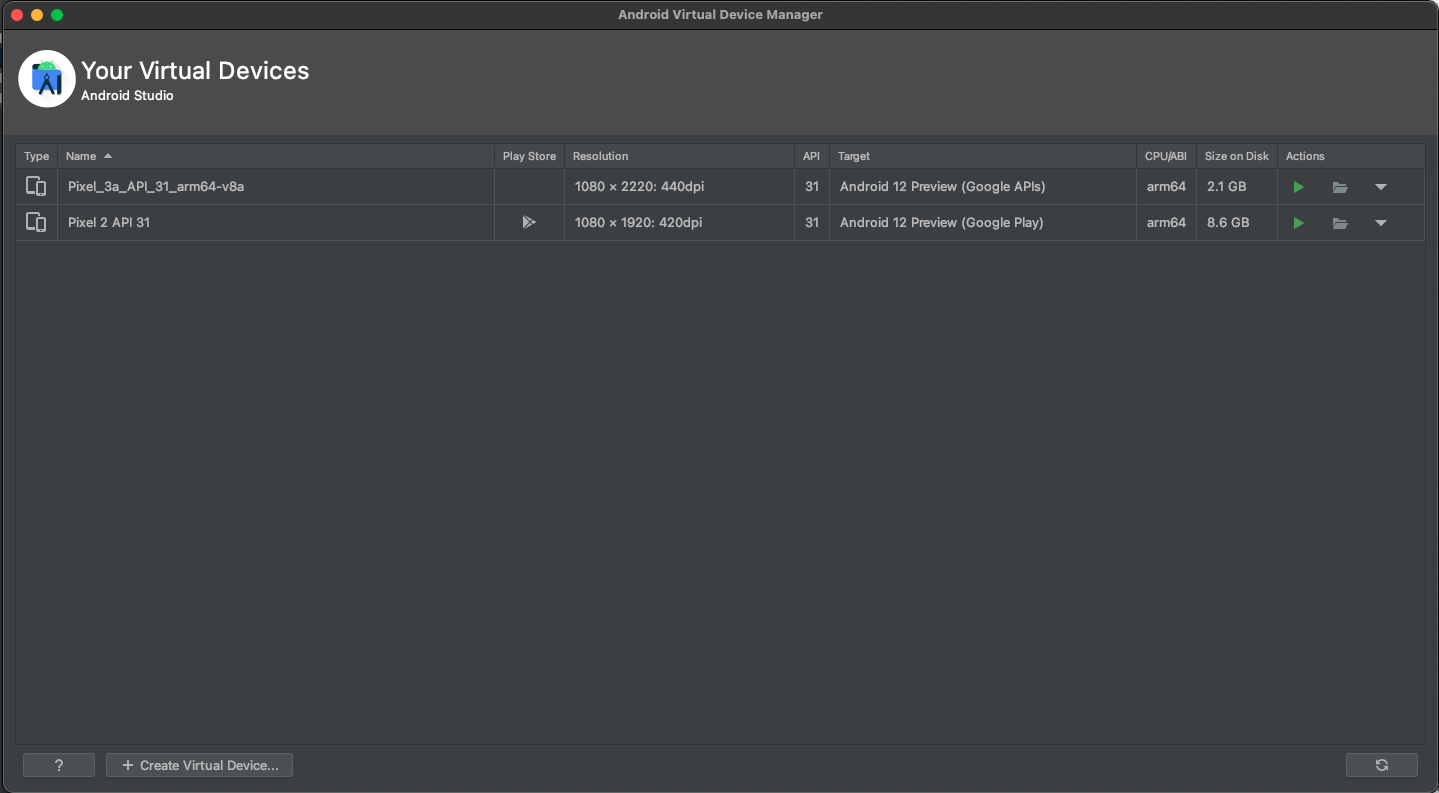 Android Virtual Device Manager
Your Virtual Devices
Android Studio
Type Name Play Store Resolution API Target CPU/ABI Size on Disk Actions
Pixel_3a_API_31_arm64-v8a 1080 × 2220: 440dpi 31 Android 12 Preview (Google APIs) arm64 2.1 GB
Pixel 2 API 31 1080 × 1920: 420dpi 31 Android 12 Preview (Google Play) arm64 8.6 GB
? + Create Virtual Device...